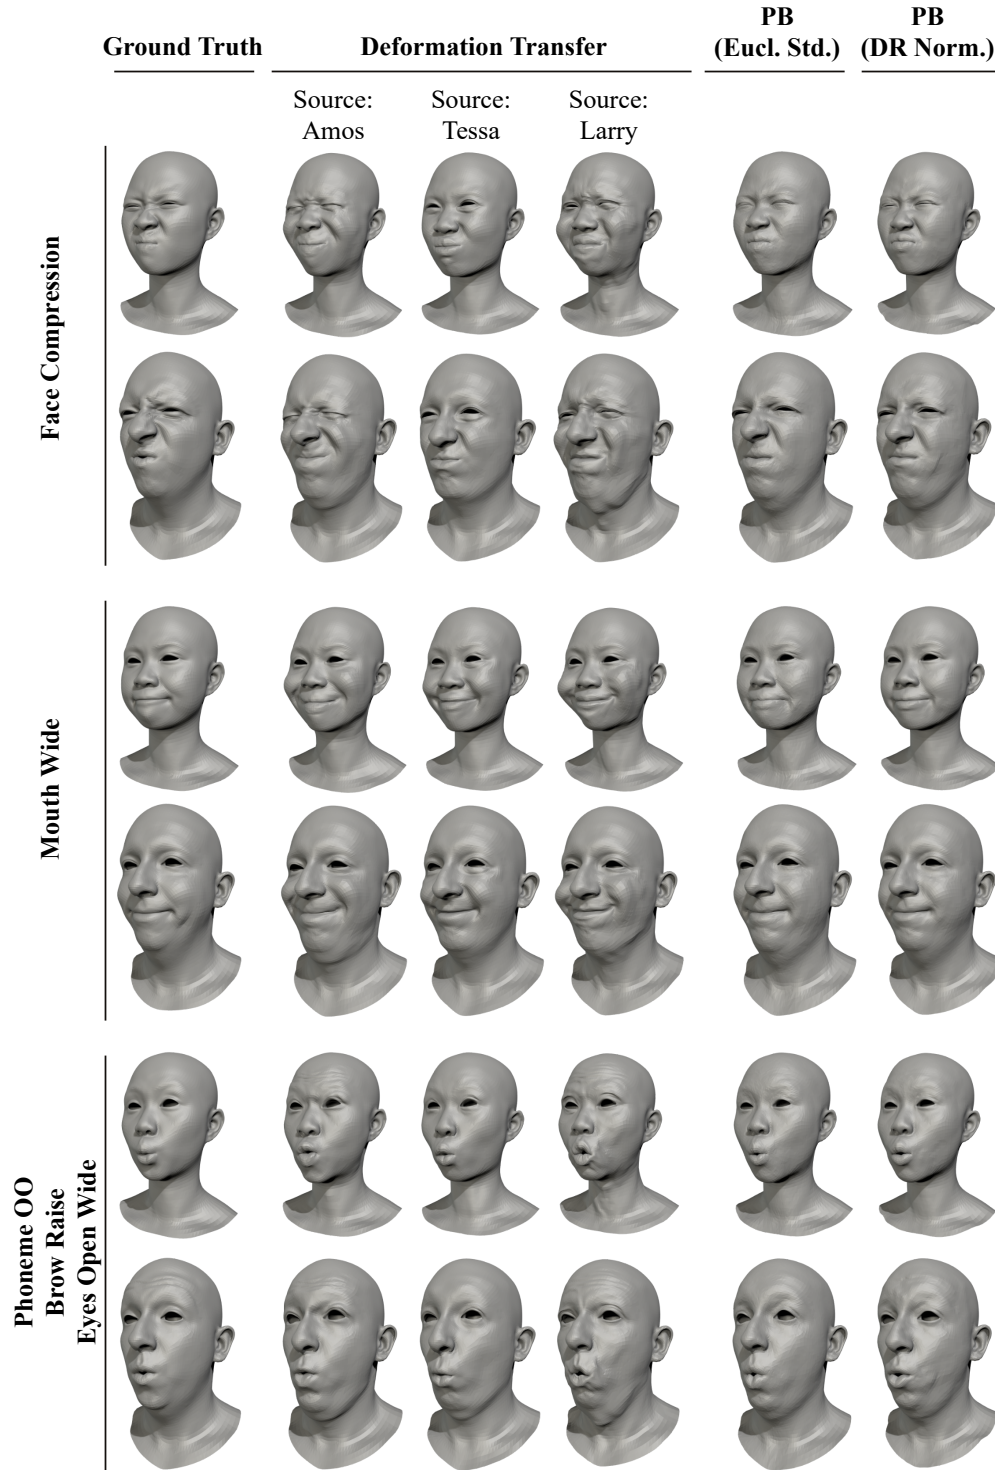 PB
PB
Ground Truth
Deformation Transfer
(Eucl. Std.)
(DR Norm.)
Source:
Amos
Source:
Tessa
Source:
Larry
Face Compression
Mouth Wide
Phoneme OO
Brow Raise
Eyes Open Wide